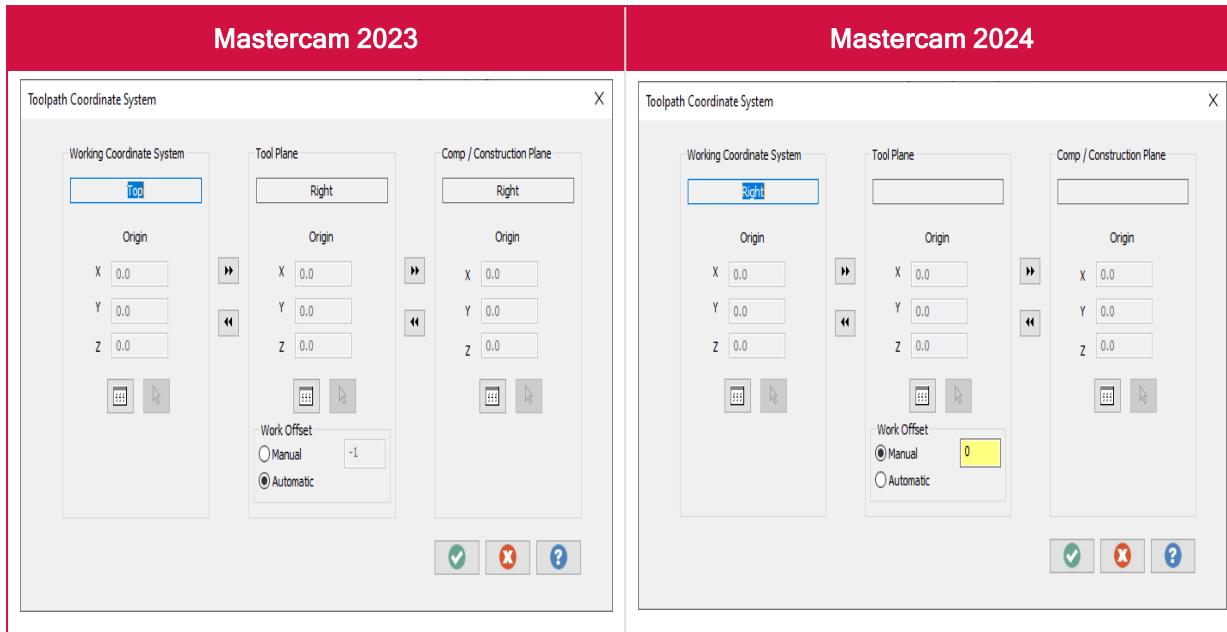 Mastercam 2023
Mastercam 2024
Toolpath Coordinate System X
Working Coordinate System Tool Plane Comp / Construction Plane
Top Right Right
Origin Origin Origin
X 0.0 X 0.0 X 0.0
Y 0.0 Y 0.0 Y 0.0
Z 0.0 Z 0.0 Z 0.0
Work Offset
Manual -1
Automatic
Toolpath Coordinate System X
Working Coordinate System Tool Plane Comp / Construction Plane
Right
Origin Origin Origin
X 0.0 X 0.0 X 0.0
Y 0.0 Y 0.0 Y 0.0
Z 0.0 Z 0.0 Z 0.0
Work Offset
Manual 0
Automatic